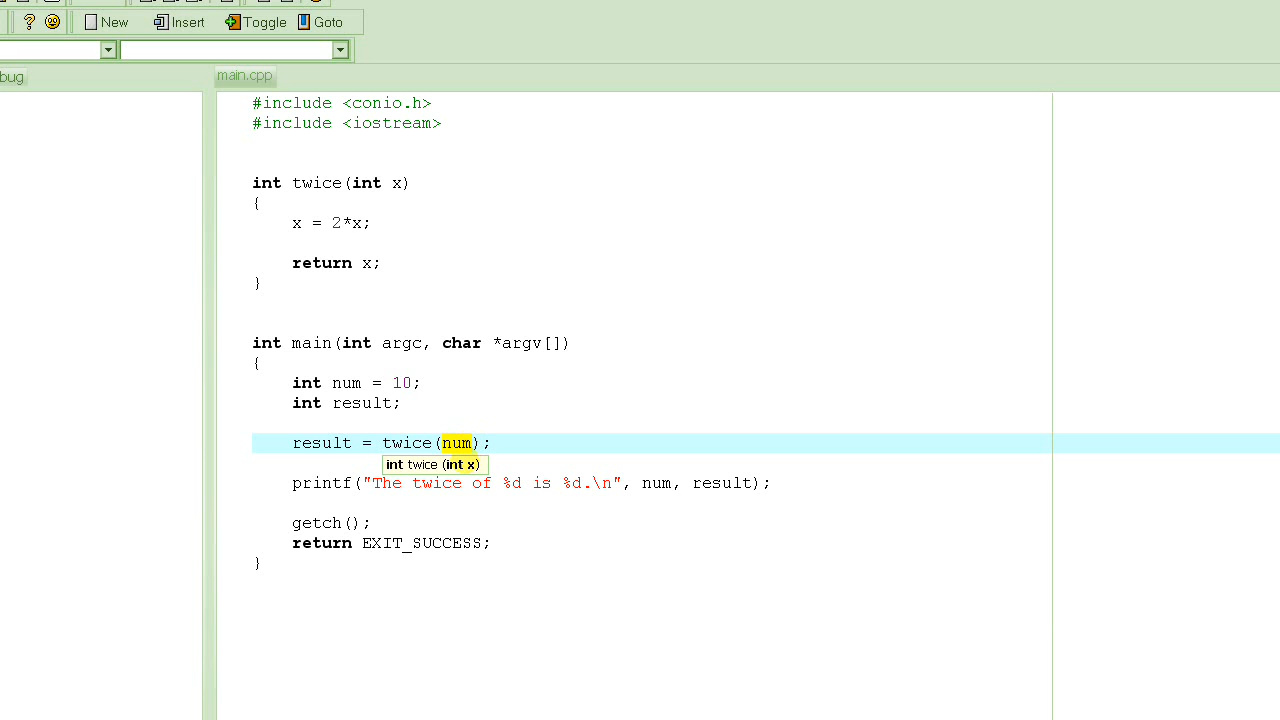 New Insert Toggle Goto
bug main.cpp
#include <conio.h>
#include <iostream>
int twice(int x)
{
x = 2*x;
return x;
}
int main(int argc, char *argv[])
{
int num = 10;
int result;
result = twice(num);
int twice (int x)
printf("The twice of %d is %d.\n", num, result);
getch();
return EXIT_SUCCESS;
}